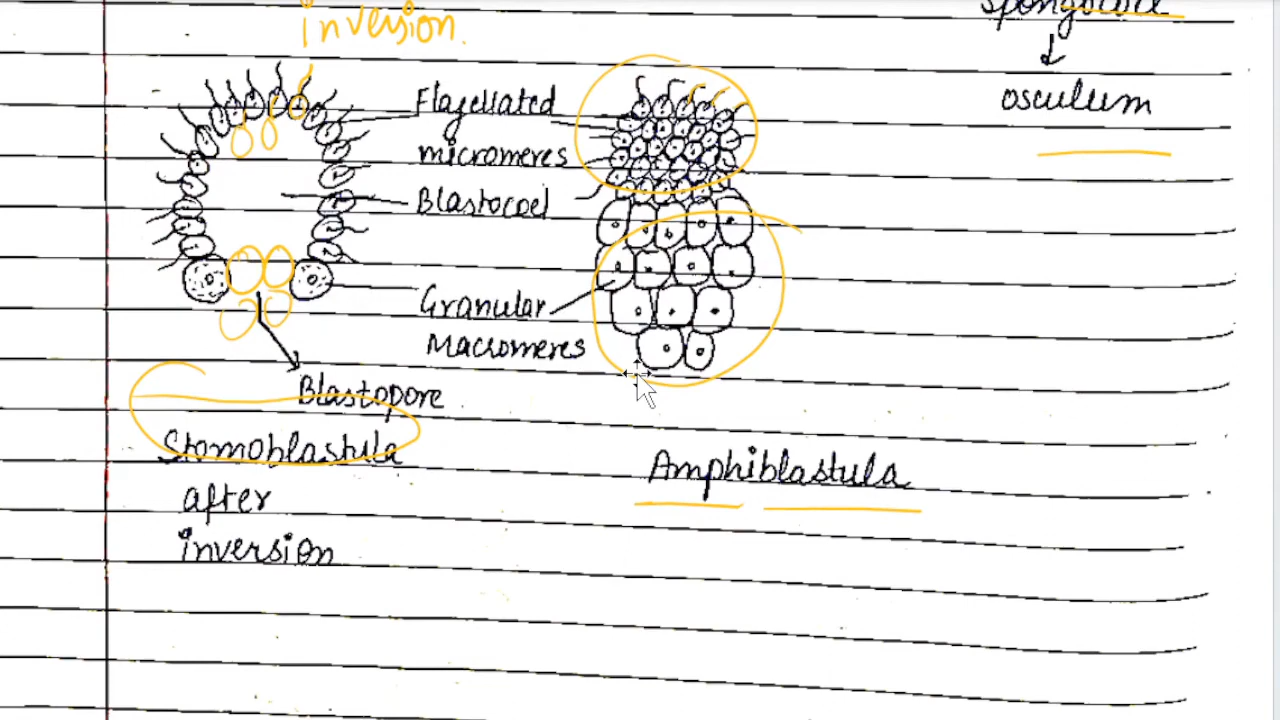 inversion.
spongocoel
osculum
Flagellated
micromeres
Blastocoel
Granular
Macromeres
Blastopore
Stomoblastula
after
inversion
Amphiblastula